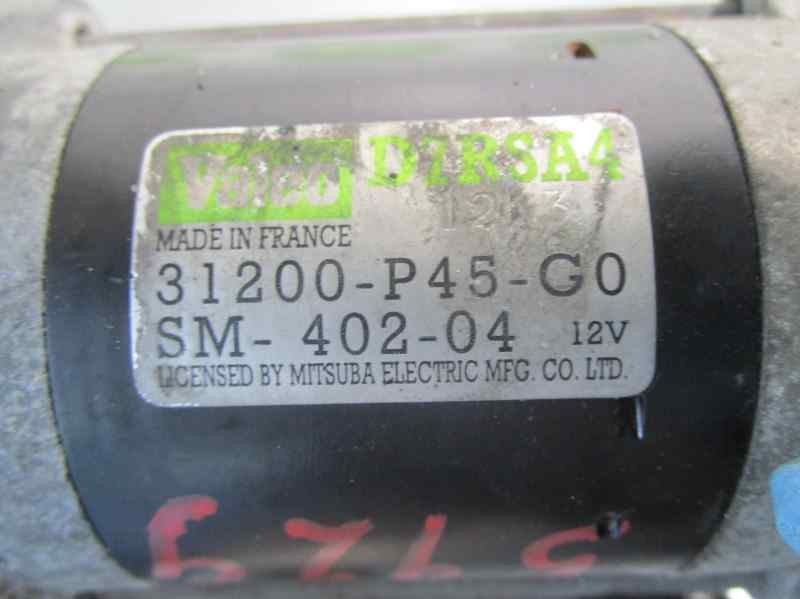 Valeo D7RSA4
MADE IN FRANCE
31200-P45-G0
SM-402-04 12V
LICENSED BY MITSUBA ELECTRIC MFG. CO. LTD.